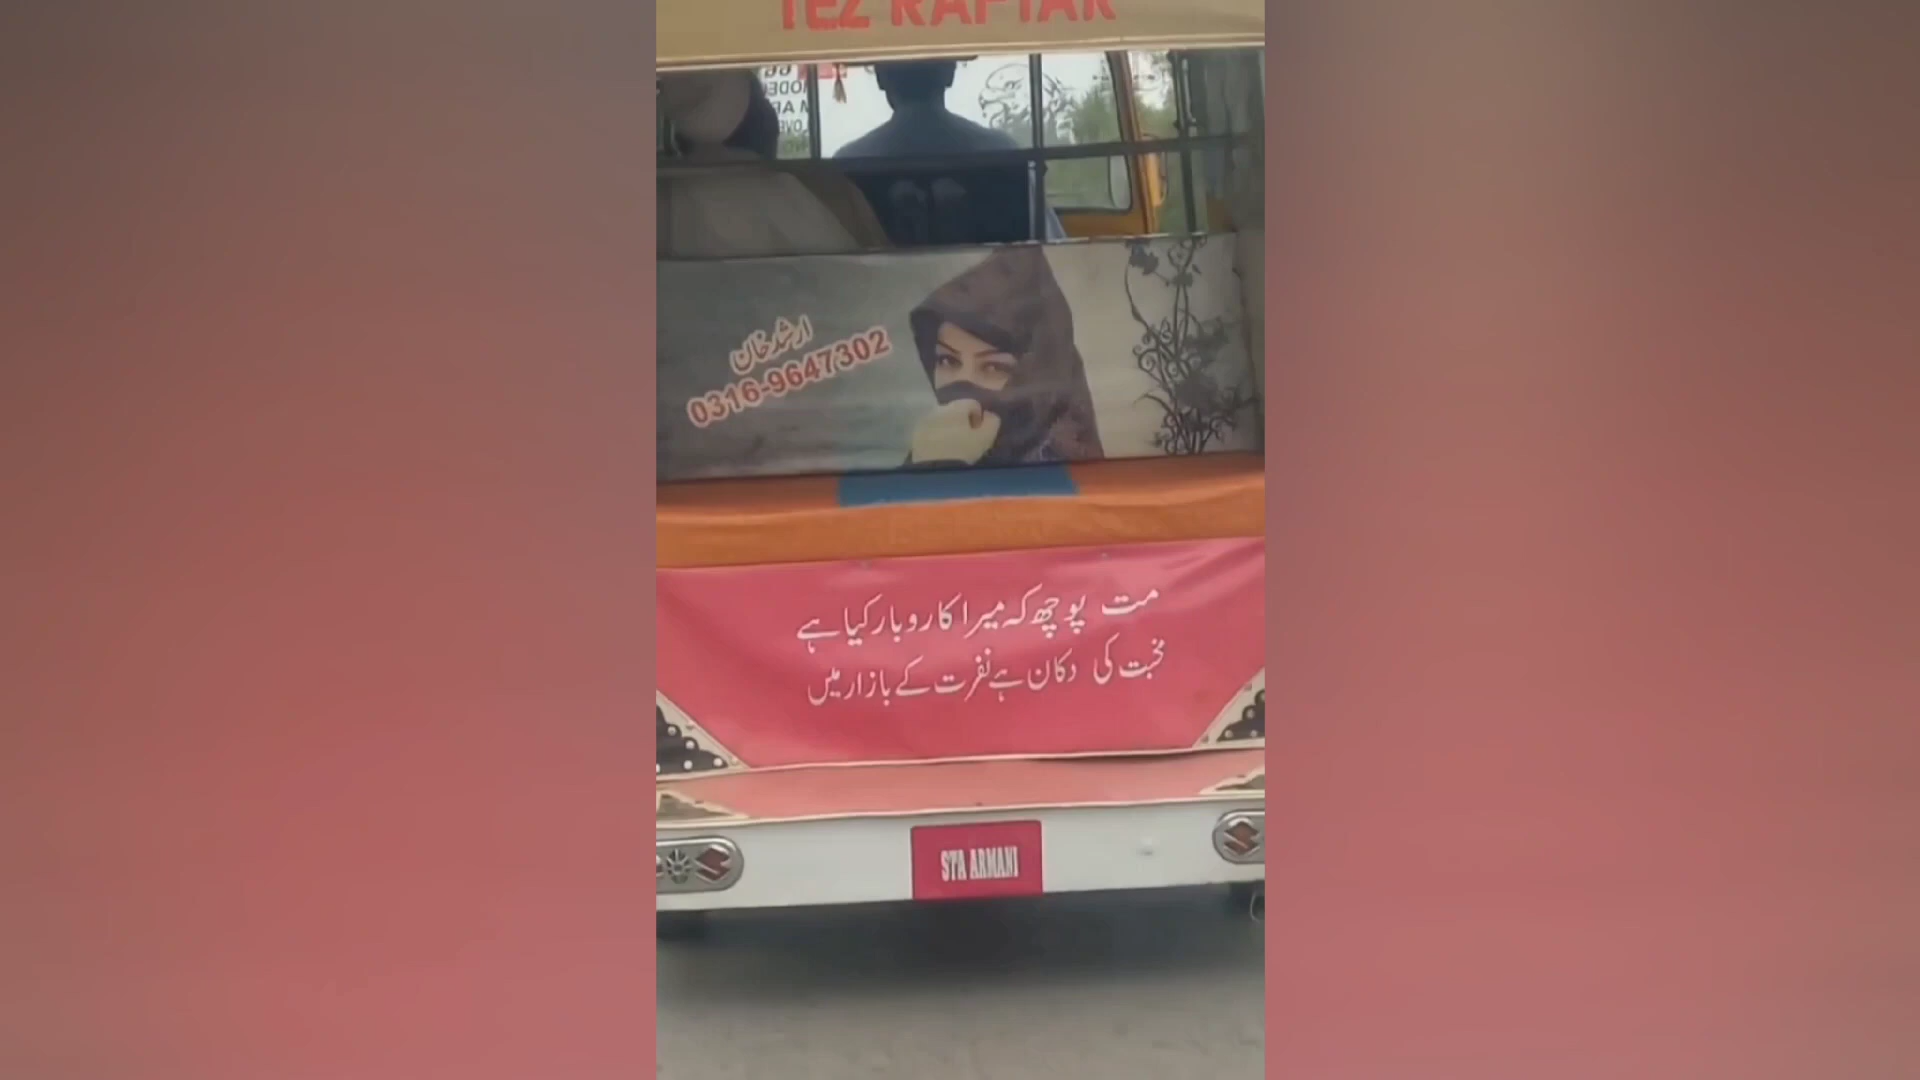 TEZ RAFTAR
ارشد خان
0316-9647302
مت پوچھ کہ میرا کاروبار کیا ہے
محبت کی دکان ہے نفرت کے بازار میں
STA ARMANI